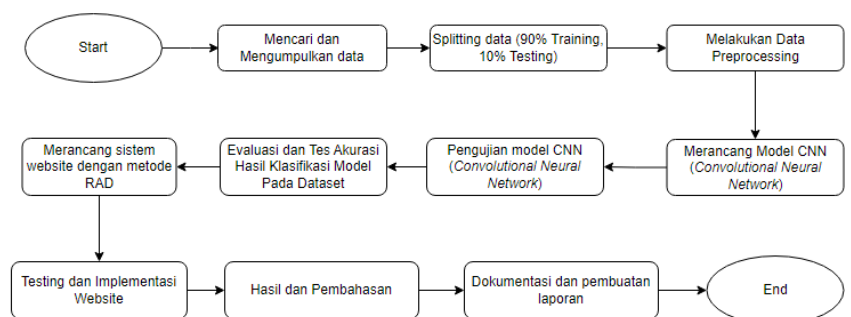 Start
Mencari dan
Mengumpulkan data
Splitting data (90% Training,
10% Testing)
Melakukan Data
Preprocessing
Merancang Model CNN
(Convolutional Neural
Network)
Pengujian model CNN
(Convolutional Neural
Network)
Evaluasi dan Tes Akurasi
Hasil Klasifikasi Model
Pada Dataset
Merancang sistem
website dengan metode
RAD
Testing dan Implementasi
Website
Hasil dan Pembahasan
Dokumentasi dan pembuatan
laporan
End